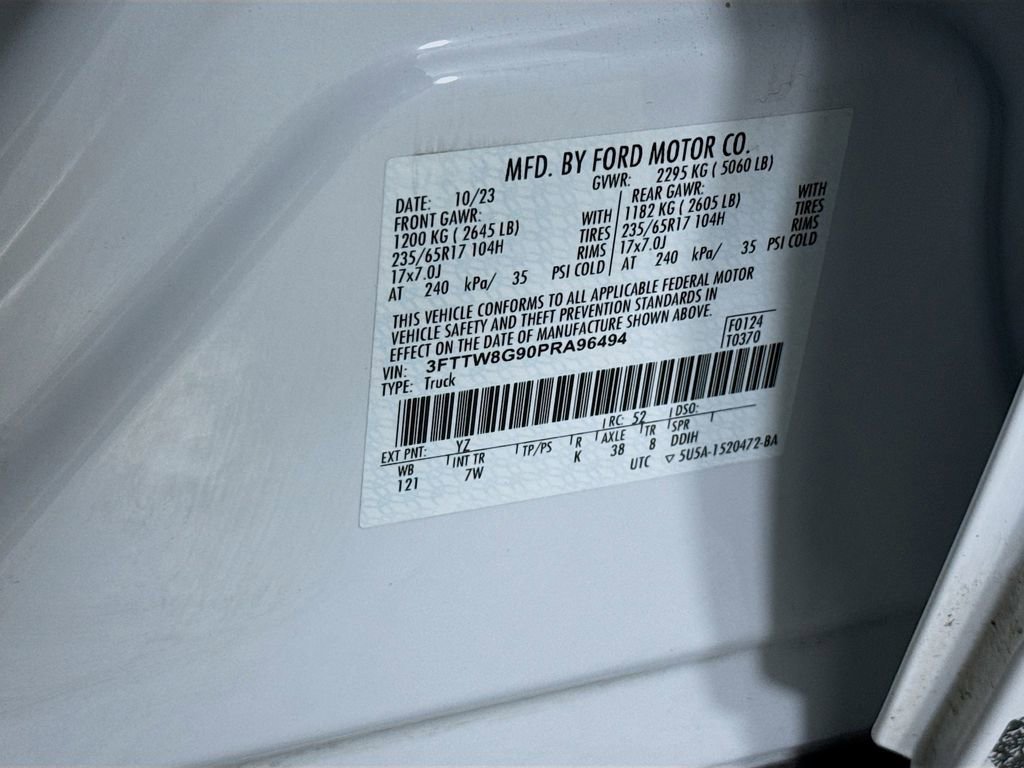 MFD. BY FORD MOTOR CO.
DATE: 10/23 GVWR: 2295 KG ( 5060 LB)
FRONT GAWR: WITH REAR GAWR: WITH
1200 KG ( 2645 LB) TIRES 1182 KG ( 2605 LB) TIRES
235/65R17 104H RIMS 235/65R17 104H RIMS
17x7.0J 17x7.0J
AT 240 kPa/ 35 PSI COLD AT 240 kPa/ 35 PSI COLD
THIS VEHICLE CONFORMS TO ALL APPLICABLE FEDERAL MOTOR
VEHICLE SAFETY AND THEFT PREVENTION STANDARDS IN
EFFECT ON THE DATE OF MANUFACTURE SHOWN ABOVE.
VIN: 3FTTW8G90PRA96494 F0124
TYPE: Truck T0370
EXT PNT: YZ RC: 52 DSO:
WB INT TR TP/PS R AXLE TR SPR
121 7W K 38 8 DDIH
UTC ▽ 5U5A-1520472-BA